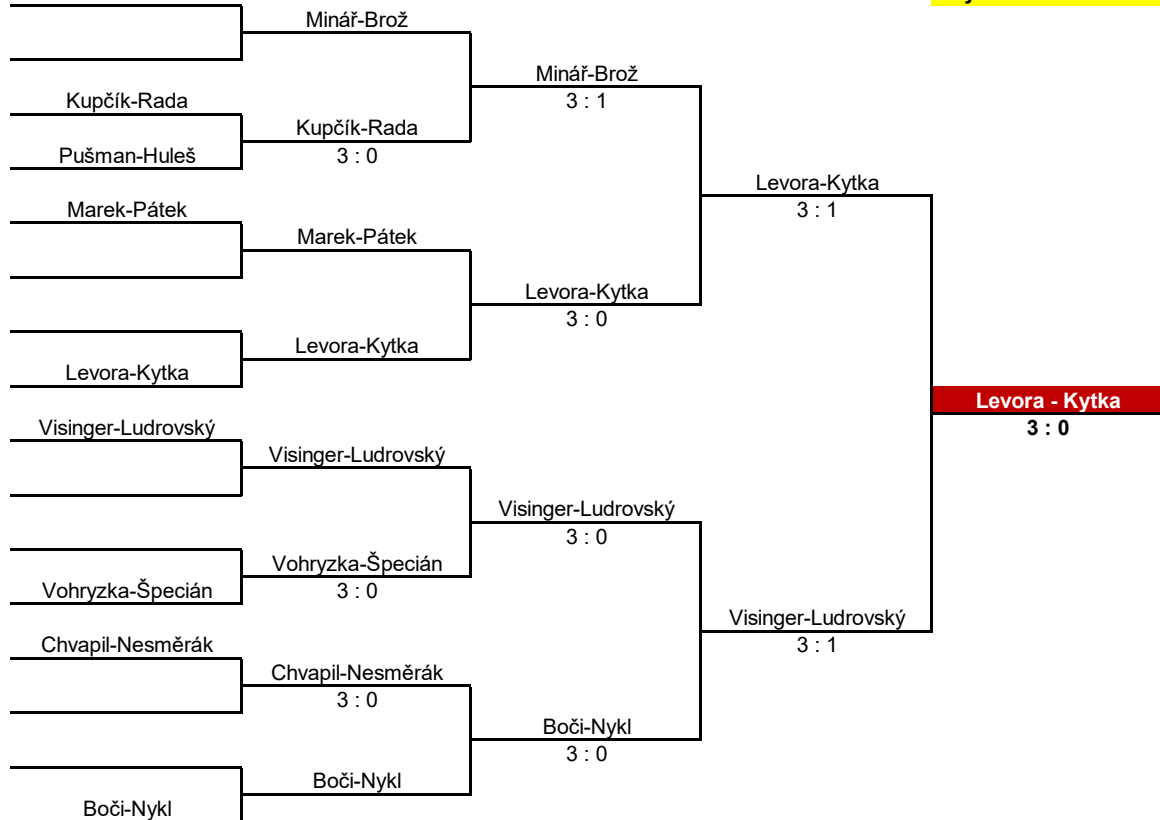 Minář-Brož
Minář-Brož
3 : 1
Kupčík-Rada
Kupčík-Rada
3 : 0
Pušman-Huleš
Levora-Kytka
3 : 1
Marek-Pátek
Marek-Pátek
Levora-Kytka
3 : 0
Levora-Kytka
Levora-Kytka
Levora - Kytka
3 : 0
Visinger-Ludrovský
Visinger-Ludrovský
Visinger-Ludrovský
3 : 0
Vohryzka-Špecián
3 : 0
Vohryzka-Špecián
Visinger-Ludrovský
3 : 1
Chvapil-Nesměrák
Chvapil-Nesměrák
3 : 0
Boči-Nykl
3 : 0
Boči-Nykl
Boči-Nykl